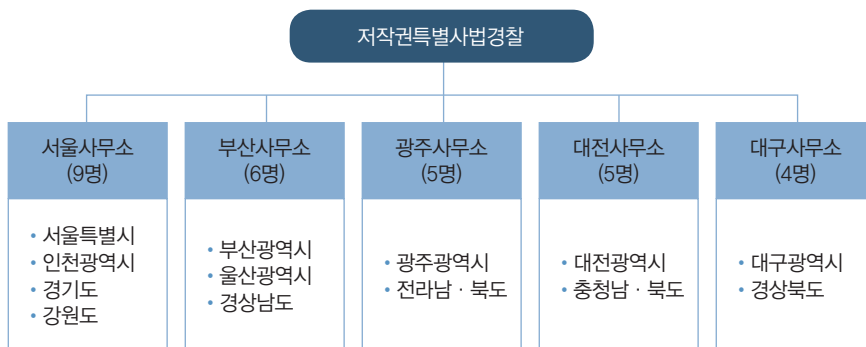 저작권특별사법경찰
서울사무소
(9명)
• 서울특별시
• 인천광역시
• 경기도
• 강원도
부산사무소
(6명)
• 부산광역시
• 울산광역시
• 경상남도
광주사무소
(5명)
• 광주광역시
• 전라남 · 북도
대전사무소
(5명)
• 대전광역시
• 충청남 · 북도
대구사무소
(4명)
• 대구광역시
• 경상북도